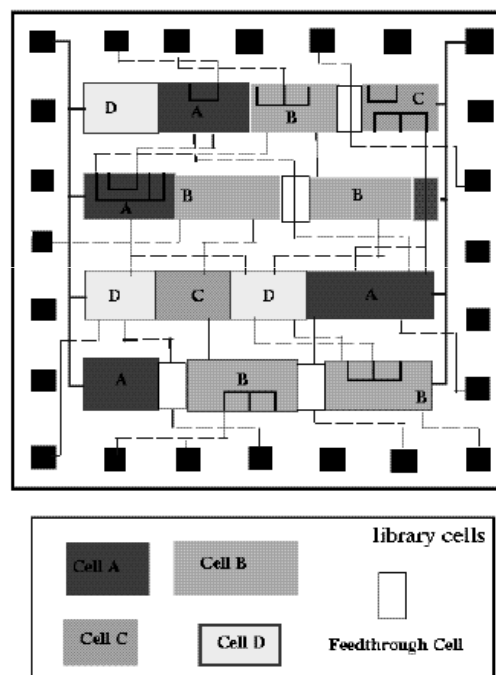 D A B C
A B B
D C D A
A B B
library cells
Cell A Cell B
Cell C Cell D Feedthrough Cell